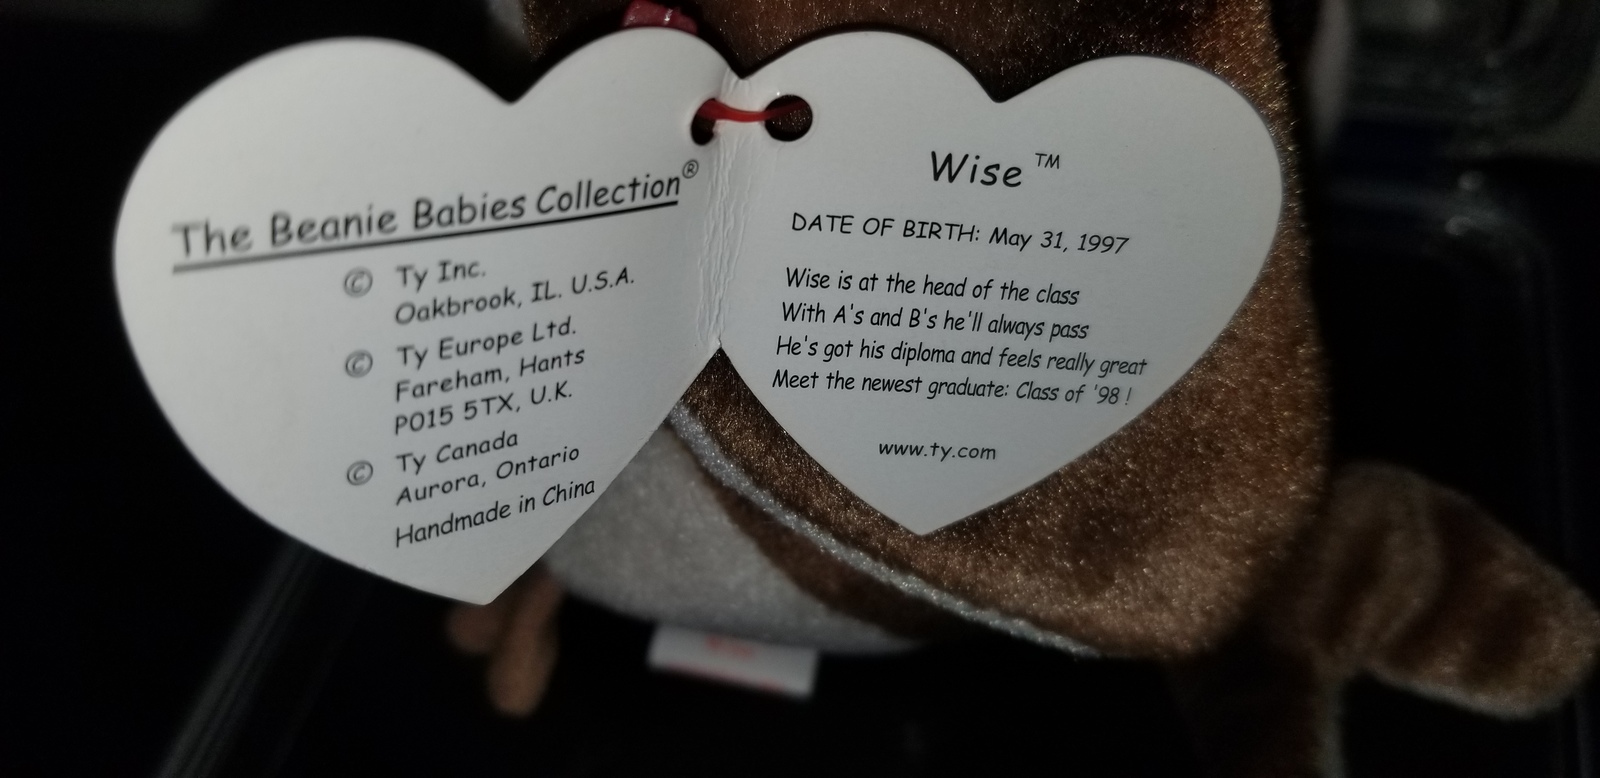 The Beanie Babies Collection®
© Ty Inc.
Oakbrook, IL. U.S.A.
© Ty Europe Ltd.
Fareham, Hants
PO15 5TX, U.K.
© Ty Canada
Aurora, Ontario
Handmade in China
Wise ™
DATE OF BIRTH: May 31, 1997
Wise is at the head of the class
With A's and B's he'll always pass
He's got his diploma and feels really great
Meet the newest graduate: Class of '98 !
www.ty.com